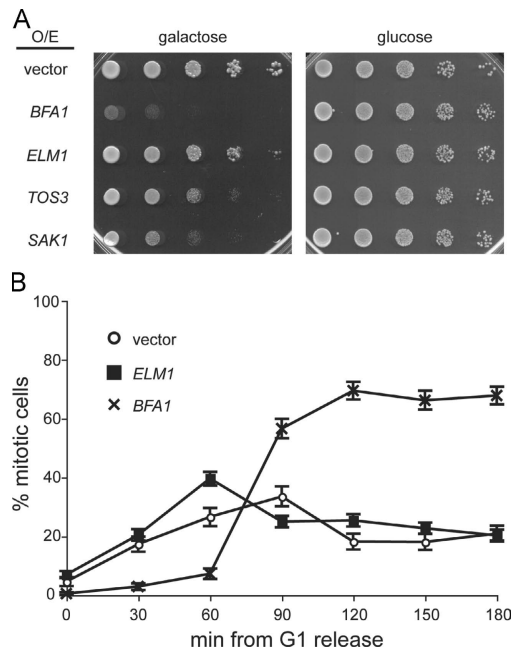 A
O/E galactose glucose
vector
BFA1
ELM1
TOS3
SAK1
B
100
80
60
40
20
0
% mitotic cells
vector
ELM1
BFA1
0 30 60 90 120 150 180
min from G1 release